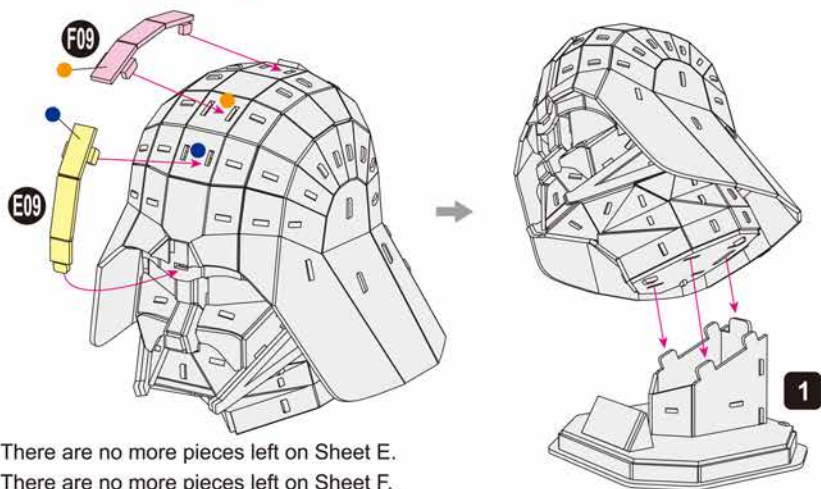 F09
E09
1
There are no more pieces left on Sheet E.
There are no more pieces left on Sheet F.